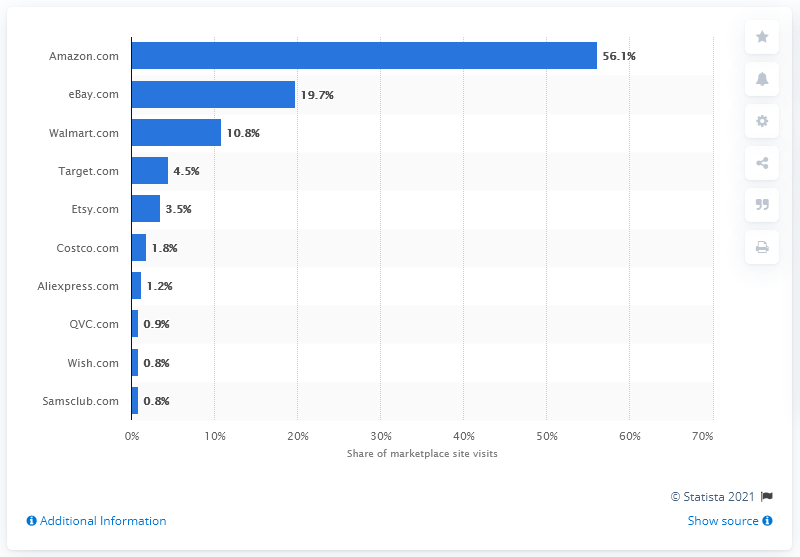 Amazon.com 56.1%
eBay.com 19.7%
Walmart.com 10.8%
Target.com 4.5%
Etsy.com 3.5%
Costco.com 1.8%
Aliexpress.com 1.2%
QVC.com 0.9%
Wish.com 0.8%
Samsclub.com 0.8%
0% 10% 20% 30% 40% 50% 60% 70%
Share of marketplace site visits
© Statista 2021
Additional Information Show source